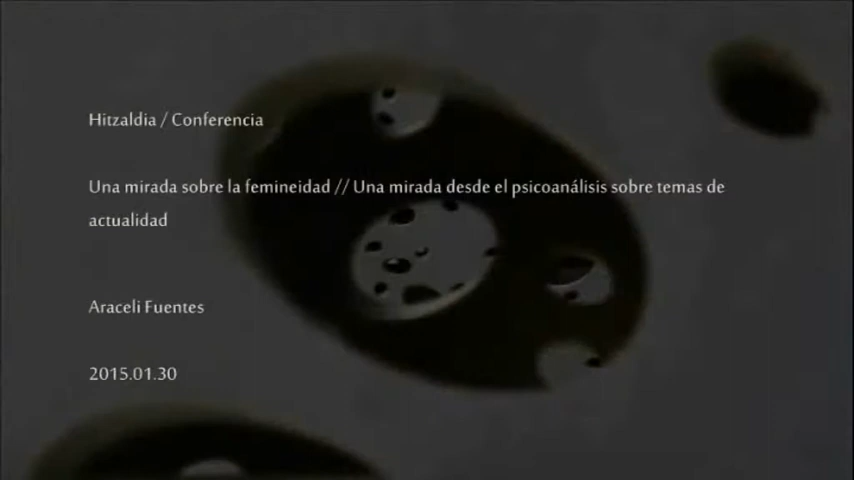 Hitzaldia / Conferencia
Una mirada sobre la femineidad // Una mirada desde el psicoanálisis sobre temas de
actualidad
Araceli Fuentes
2015.01.30